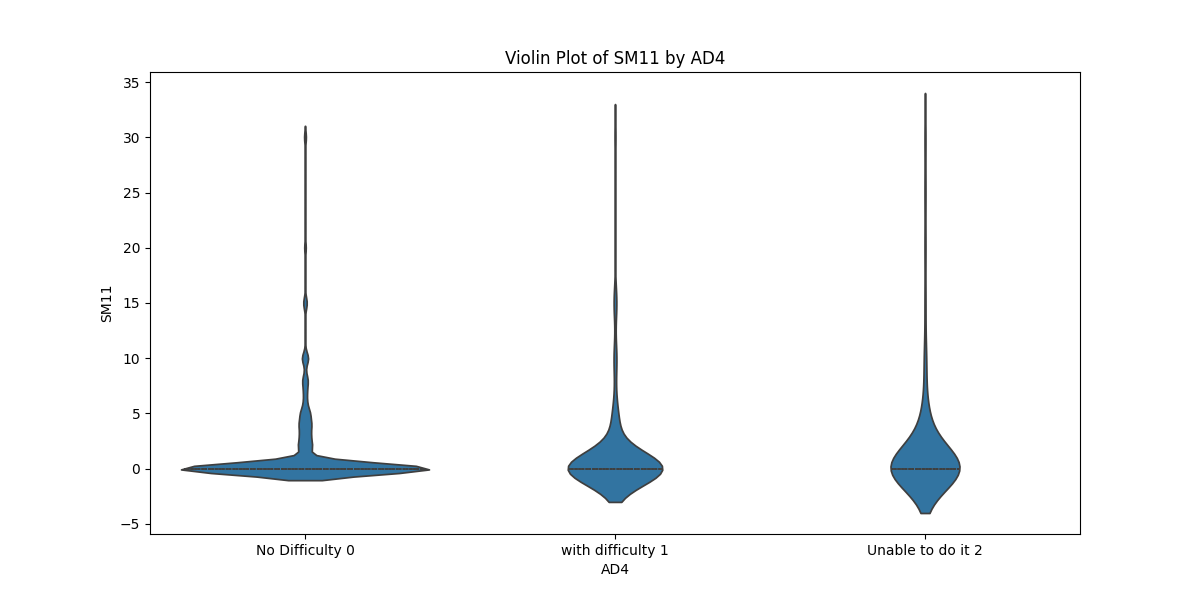 Violin Plot of SM11 by AD4
35
30
25
20
15
10
5
0
−5
SM11
No Difficulty 0
with difficulty 1
Unable to do it 2
AD4